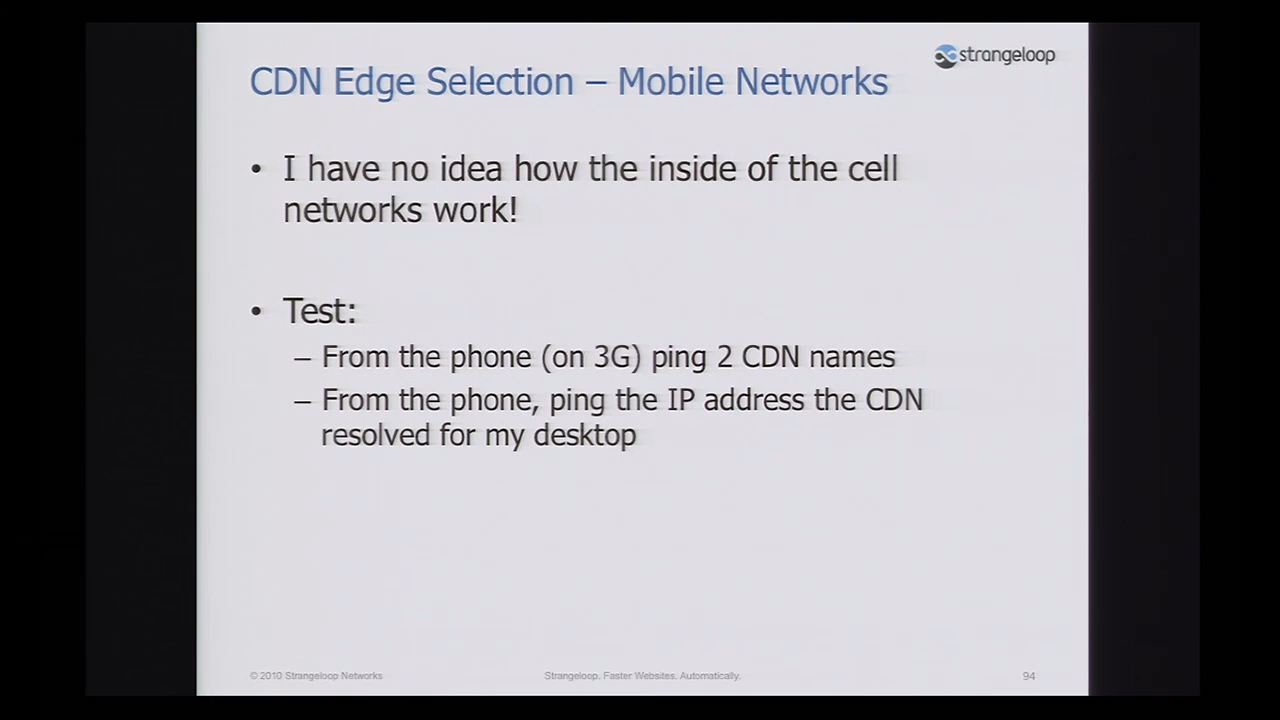 strangeloop
CDN Edge Selection – Mobile Networks
• I have no idea how the inside of the cell
networks work!
• Test:
– From the phone (on 3G) ping 2 CDN names
– From the phone, ping the IP address the CDN
resolved for my desktop
© 2010 Strangeloop Networks
Strangeloop. Faster Websites. Automatically.
94